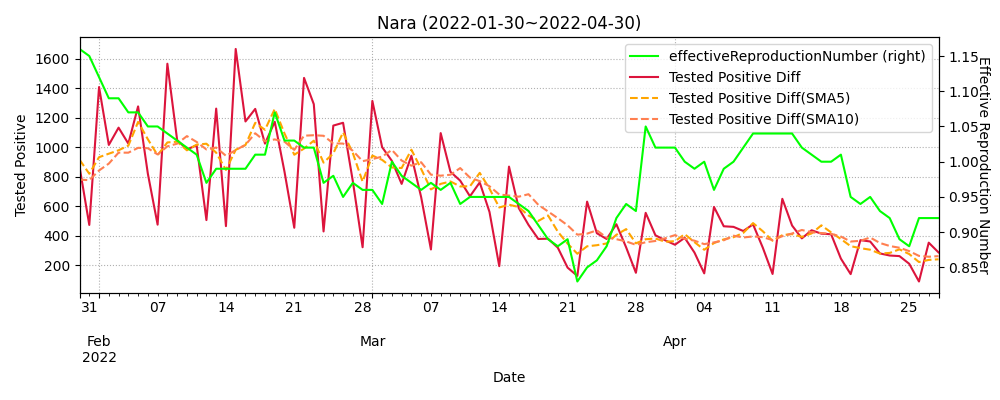 Nara (2022-01-30~2022-04-30)
effectiveReproductionNumber (right)
Tested Positive Diff
Tested Positive Diff(SMA5)
Tested Positive Diff(SMA10)
Tested Positive
1600
1400
1200
1000
800
600
400
200
1.15
1.10
1.05
1.00
0.95
0.90
0.85
Effective Reproduction Number
31 07 14 21 28 07 14 21 28 04 11 18 25
Feb Mar Apr
2022
Date